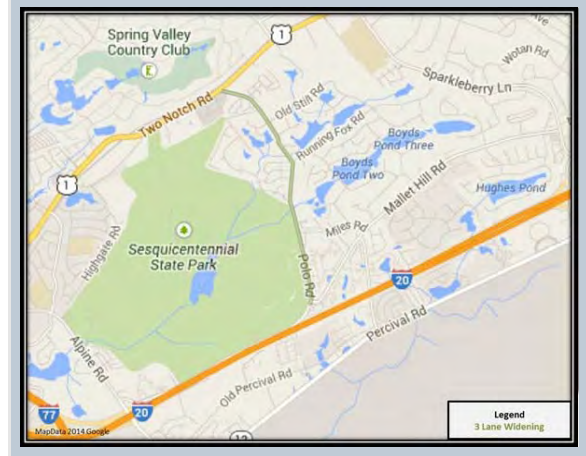 Spring Valley
Country Club
1
Ave
Wotan Rd
Sparkleberry Ln
Two Notch Rd
Old Still Rd
Running Fox Rd
Boyds
Pond Three
Boyds
Pond Two
Mallet Hill Rd
Hughes Pond
1
Highgate Rd
Sesquicentennial
State Park
Miles Rd
Polo Rd
20
Percival Rd
Alpine Rd
Old Percival Rd
77
20
12
MapData 2014 Google
Legend
3 Lane Widening